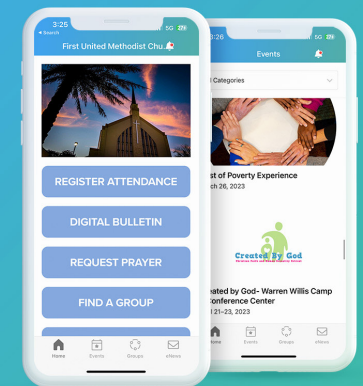 3:25
5G
Search
First United Methodist Chu...
REGISTER ATTENDANCE
DIGITAL BULLETIN
REQUEST PRAYER
FIND A GROUP
Home Events Groups eNews
3:26
5G
Events
Categories
st of Poverty Experience
ch 26, 2023
Created By God
ated by God- Warren Willis Camp
onference Center
21–23, 2023
Home Events Groups eNews